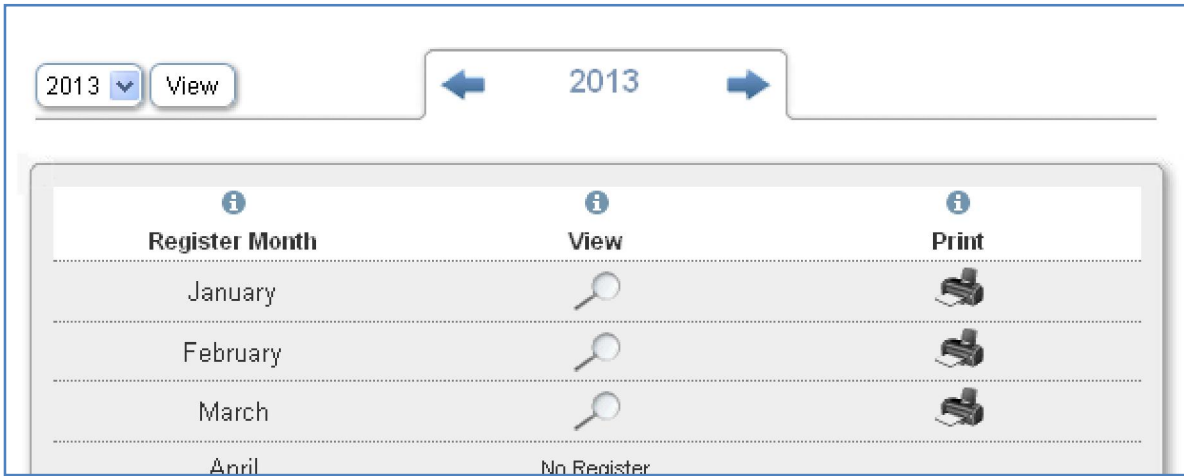 2013 View
2013
Register Month View Print
January
February
March
April No Register